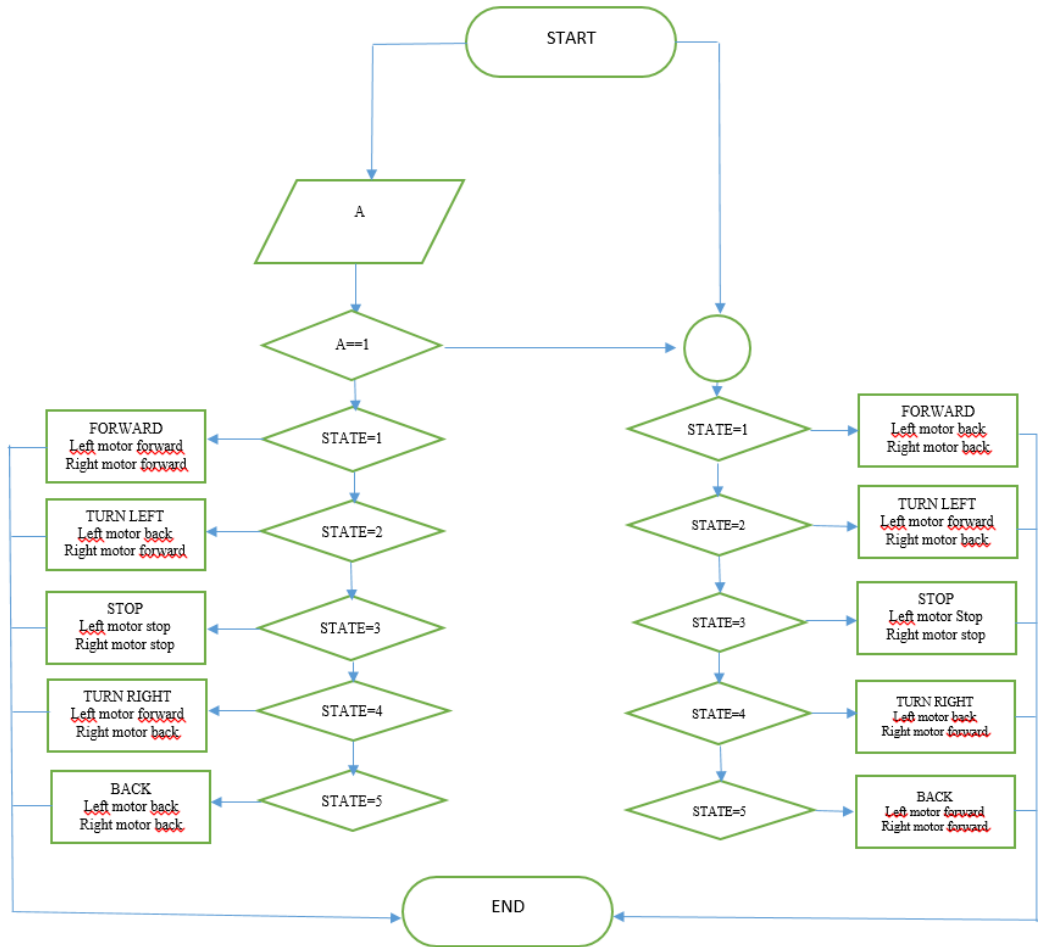 START
A
A==1
STATE=1
FORWARD
Left motor forward
Right motor forward
STATE=2
TURN LEFT
Left motor back
Right motor forward
STATE=3
STOP
Left motor stop
Right motor stop
STATE=4
TURN RIGHT
Left motor forward
Right motor back
STATE=5
BACK
Left motor back
Right motor back
STATE=1
FORWARD
Left motor back
Right motor back
STATE=2
TURN LEFT
Left motor forward
Right motor back
STATE=3
STOP
Left motor Stop
Right motor stop
STATE=4
TURN RIGHT
Left motor back
Right motor forward
STATE=5
BACK
Left motor forward
Right motor forward
END